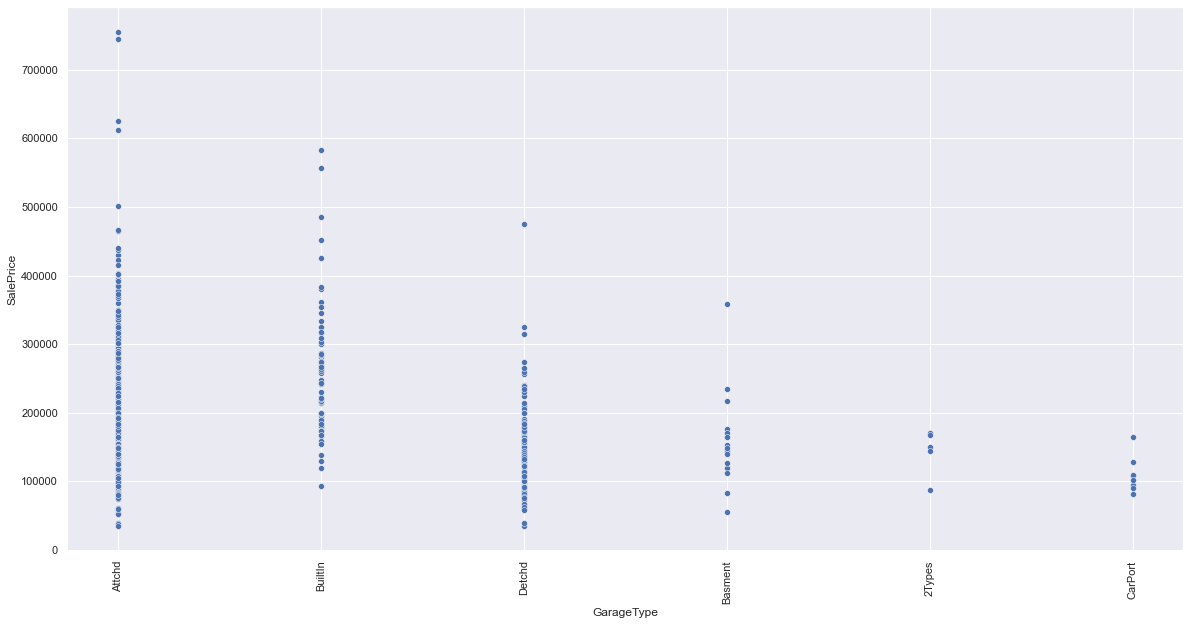 700000
600000
500000
400000
300000
200000
100000
0
SalePrice
Attchd
BuiltIn
Detchd
Basment
2Types
CarPort
GarageType